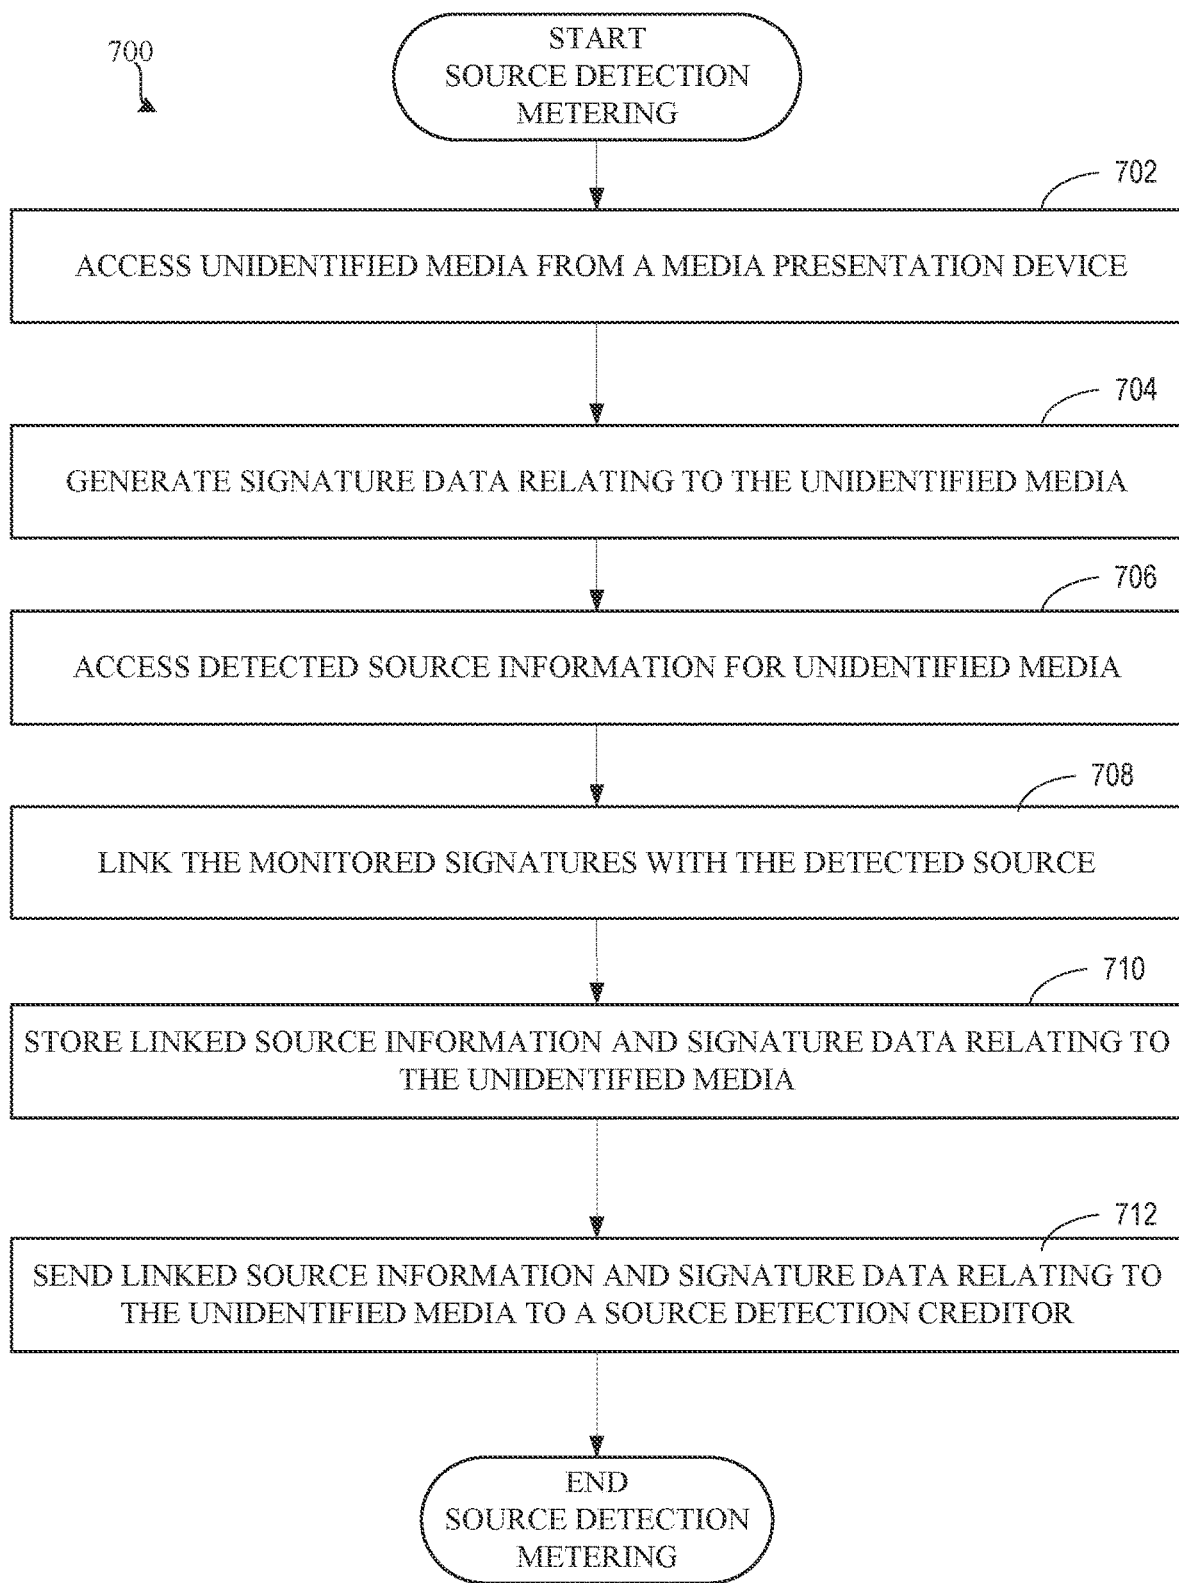 700
START
SOURCE DETECTION
METERING
702
ACCESS UNIDENTIFIED MEDIA FROM A MEDIA PRESENTATION DEVICE
704
GENERATE SIGNATURE DATA RELATING TO THE UNIDENTIFIED MEDIA
706
ACCESS DETECTED SOURCE INFORMATION FOR UNIDENTIFIED MEDIA
708
LINK THE MONITORED SIGNATURES WITH THE DETECTED SOURCE
710
STORE LINKED SOURCE INFORMATION AND SIGNATURE DATA RELATING TO
THE UNIDENTIFIED MEDIA
712
SEND LINKED SOURCE INFORMATION AND SIGNATURE DATA RELATING TO
THE UNIDENTIFIED MEDIA TO A SOURCE DETECTION CREDITOR
END
SOURCE DETECTION
METERING